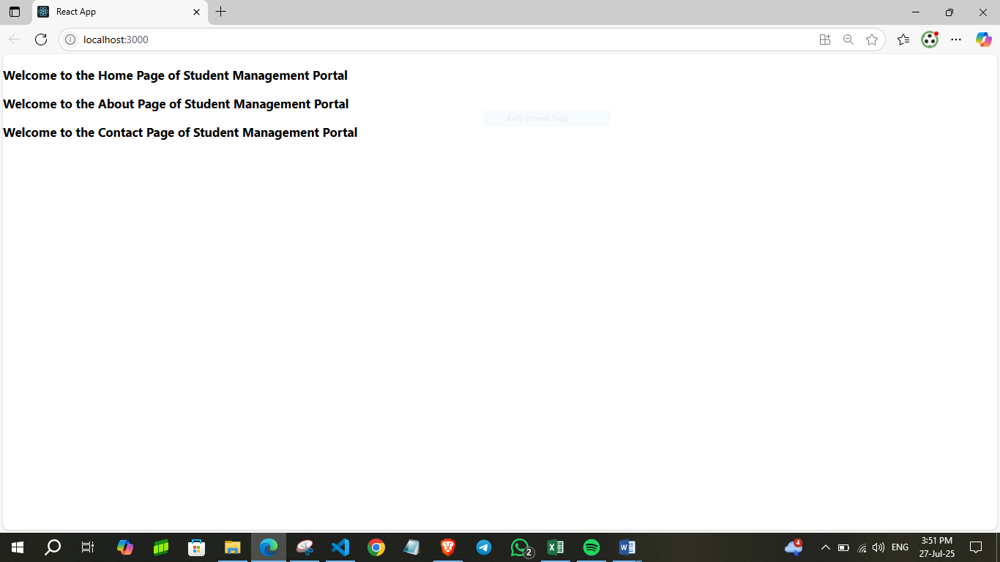 React App
localhost:3000
Welcome to the Home Page of Student Management Portal
Welcome to the About Page of Student Management Portal
Full-screen Snip
Welcome to the Contact Page of Student Management Portal
4
2
ENG
3:51 PM
27-Jul-25